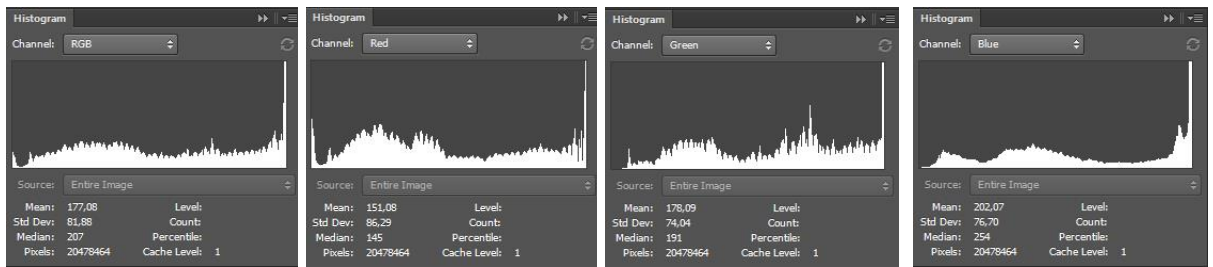 Histogram
Channel: RGB
Source: Entire Image
Mean: 177,08 Level:
Std Dev: 81,88 Count:
Median: 207 Percentile:
Pixels: 20478464 Cache Level: 1
Histogram
Channel: Red
Source: Entire Image
Mean: 151,08 Level:
Std Dev: 86,29 Count:
Median: 145 Percentile:
Pixels: 20478464 Cache Level: 1
Histogram
Channel: Green
Source: Entire Image
Mean: 178,09 Level:
Std Dev: 74,04 Count:
Median: 191 Percentile:
Pixels: 20478464 Cache Level: 1
Histogram
Channel: Blue
Source: Entire Image
Mean: 202,07 Level:
Std Dev: 76,70 Count:
Median: 254 Percentile:
Pixels: 20478464 Cache Level: 1